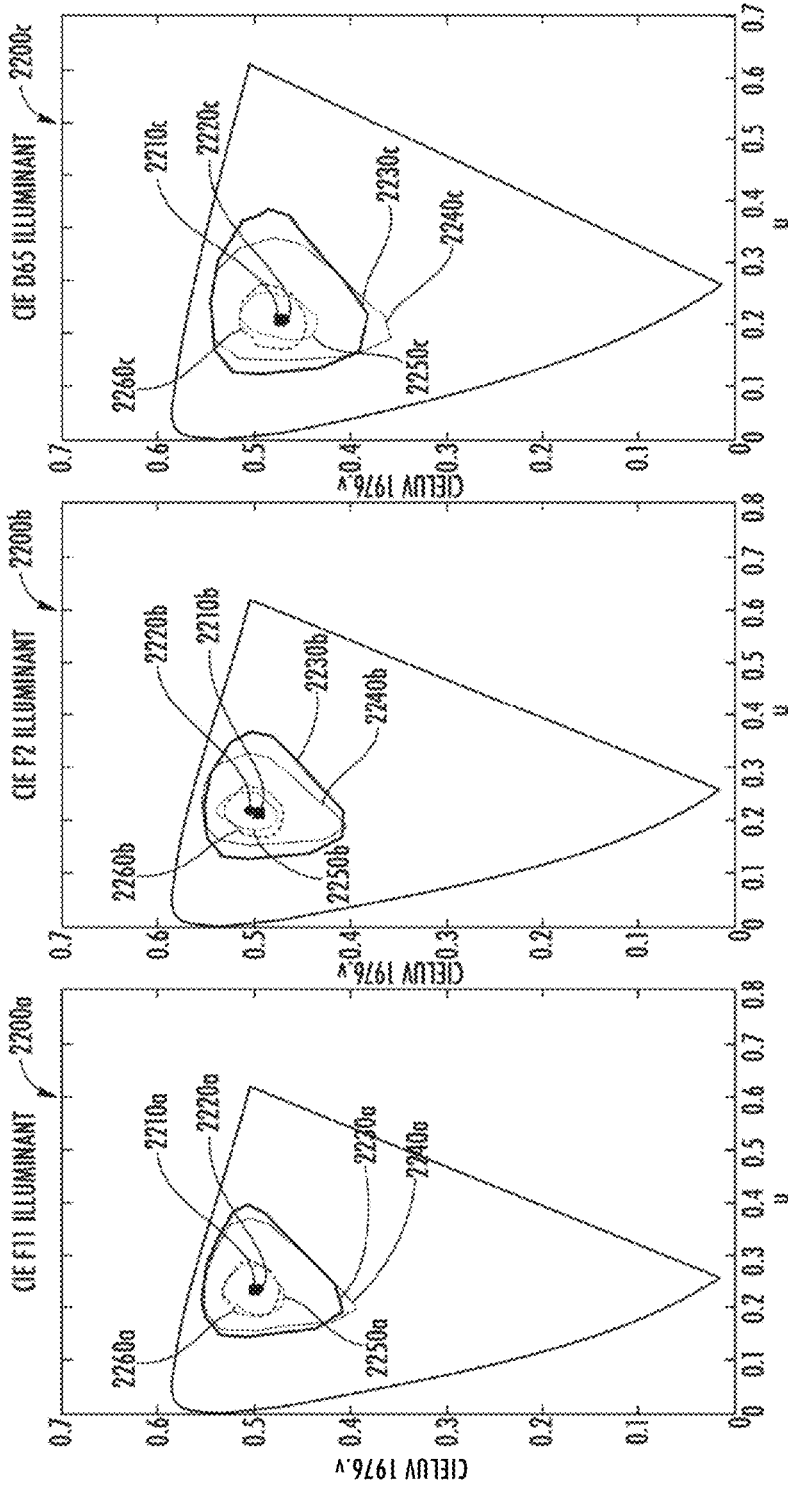 CIE F11 ILLUMINANT
2200a
0.7
0.6
0.5
0.4
0.3
0.2
0.1
0
CIELUV 1976.v
2210a
2220a
2230a
2240a
2250a
2260a
0
0.1
0.2
0.3
0.4
0.5
0.6
0.7
0.8
u
CIE F2 ILLUMINANT
2200b
0.7
0.6
0.5
0.4
0.3
0.2
0.1
0
CIELUV 1976.v
2220b
2210b
2230b
2240b
2250b
2260b
0
0.1
0.2
0.3
0.4
0.5
0.6
0.7
0.8
u
CIE D65 ILLUMINANT
2200c
0.7
0.6
0.5
0.4
0.3
0.2
0.1
0
CIELUV 1976.v
2210c
2220c
2230c
2240c
2250c
2260c
0
0.1
0.2
0.3
0.4
0.5
0.6
0.7
u